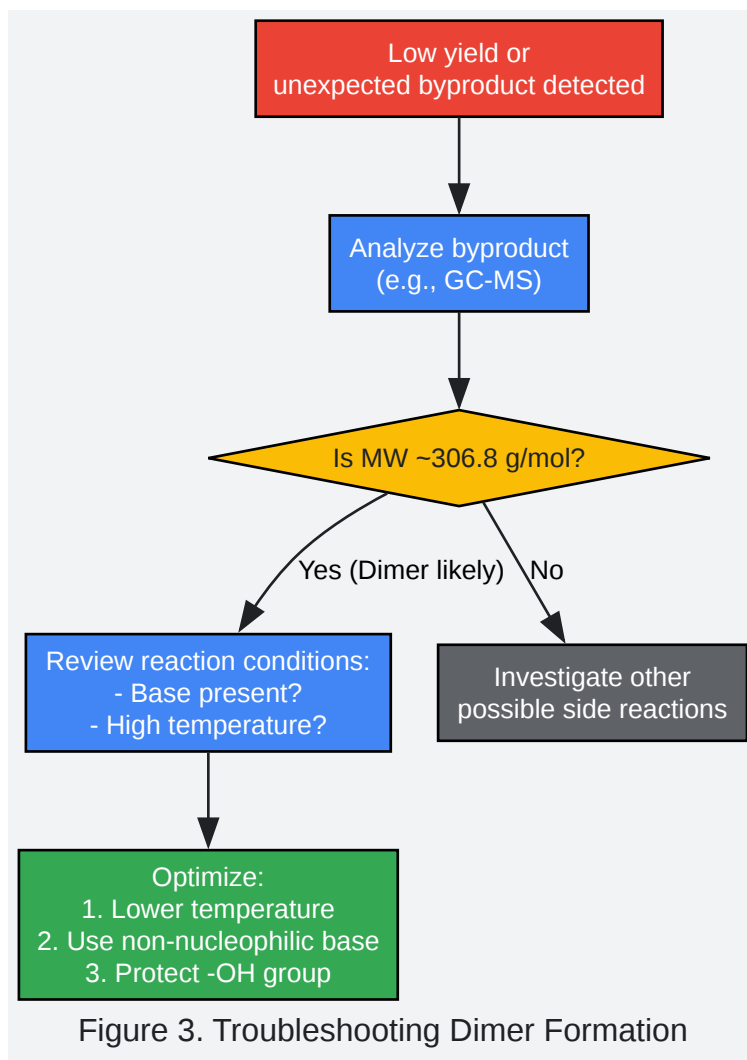 Low yield or
unexpected byproduct detected
Analyze byproduct
(e.g., GC-MS)
Is MW ~306.8 g/mol?
Yes (Dimer likely)
No
Review reaction conditions:
- Base present?
- High temperature?
Investigate other
possible side reactions
Optimize:
1. Lower temperature
2. Use non-nucleophilic base
3. Protect -OH group
Figure 3. Troubleshooting Dimer Formation